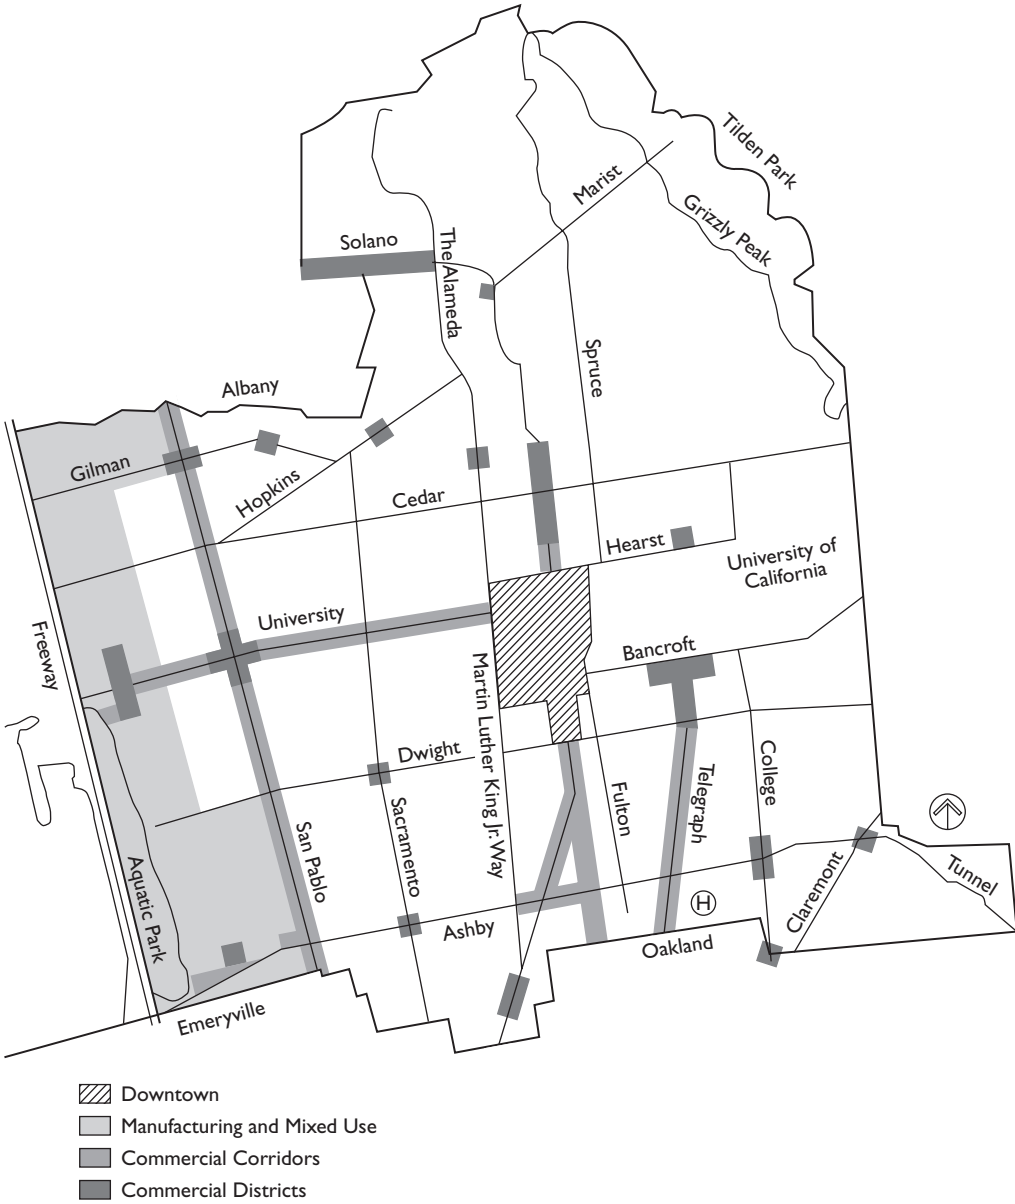 Tilden Park
Marist
Grizzly Peak
Solano
The Alameda
Spruce
Albany
Gilman
Hopkins
Cedar
Hearst
University of
California
University
Freeway
Bancroft
Martin Luther King Jr. Way
Dwight
College
Telegraph
Fulton
Sacramento
San Pablo
Aquatic Park
Claremont
Tunnel
H
Ashby
Oakland
Emeryville
Downtown
Manufacturing and Mixed Use
Commercial Corridors
Commercial Districts